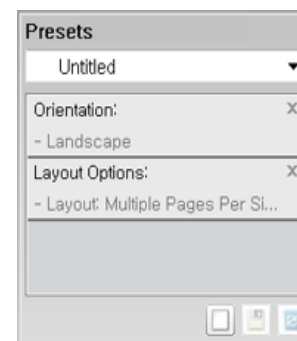 Presets
Untitled
Orientation: x
- Landscape
Layout Options: x
- Layout: Multiple Pages Per Si...